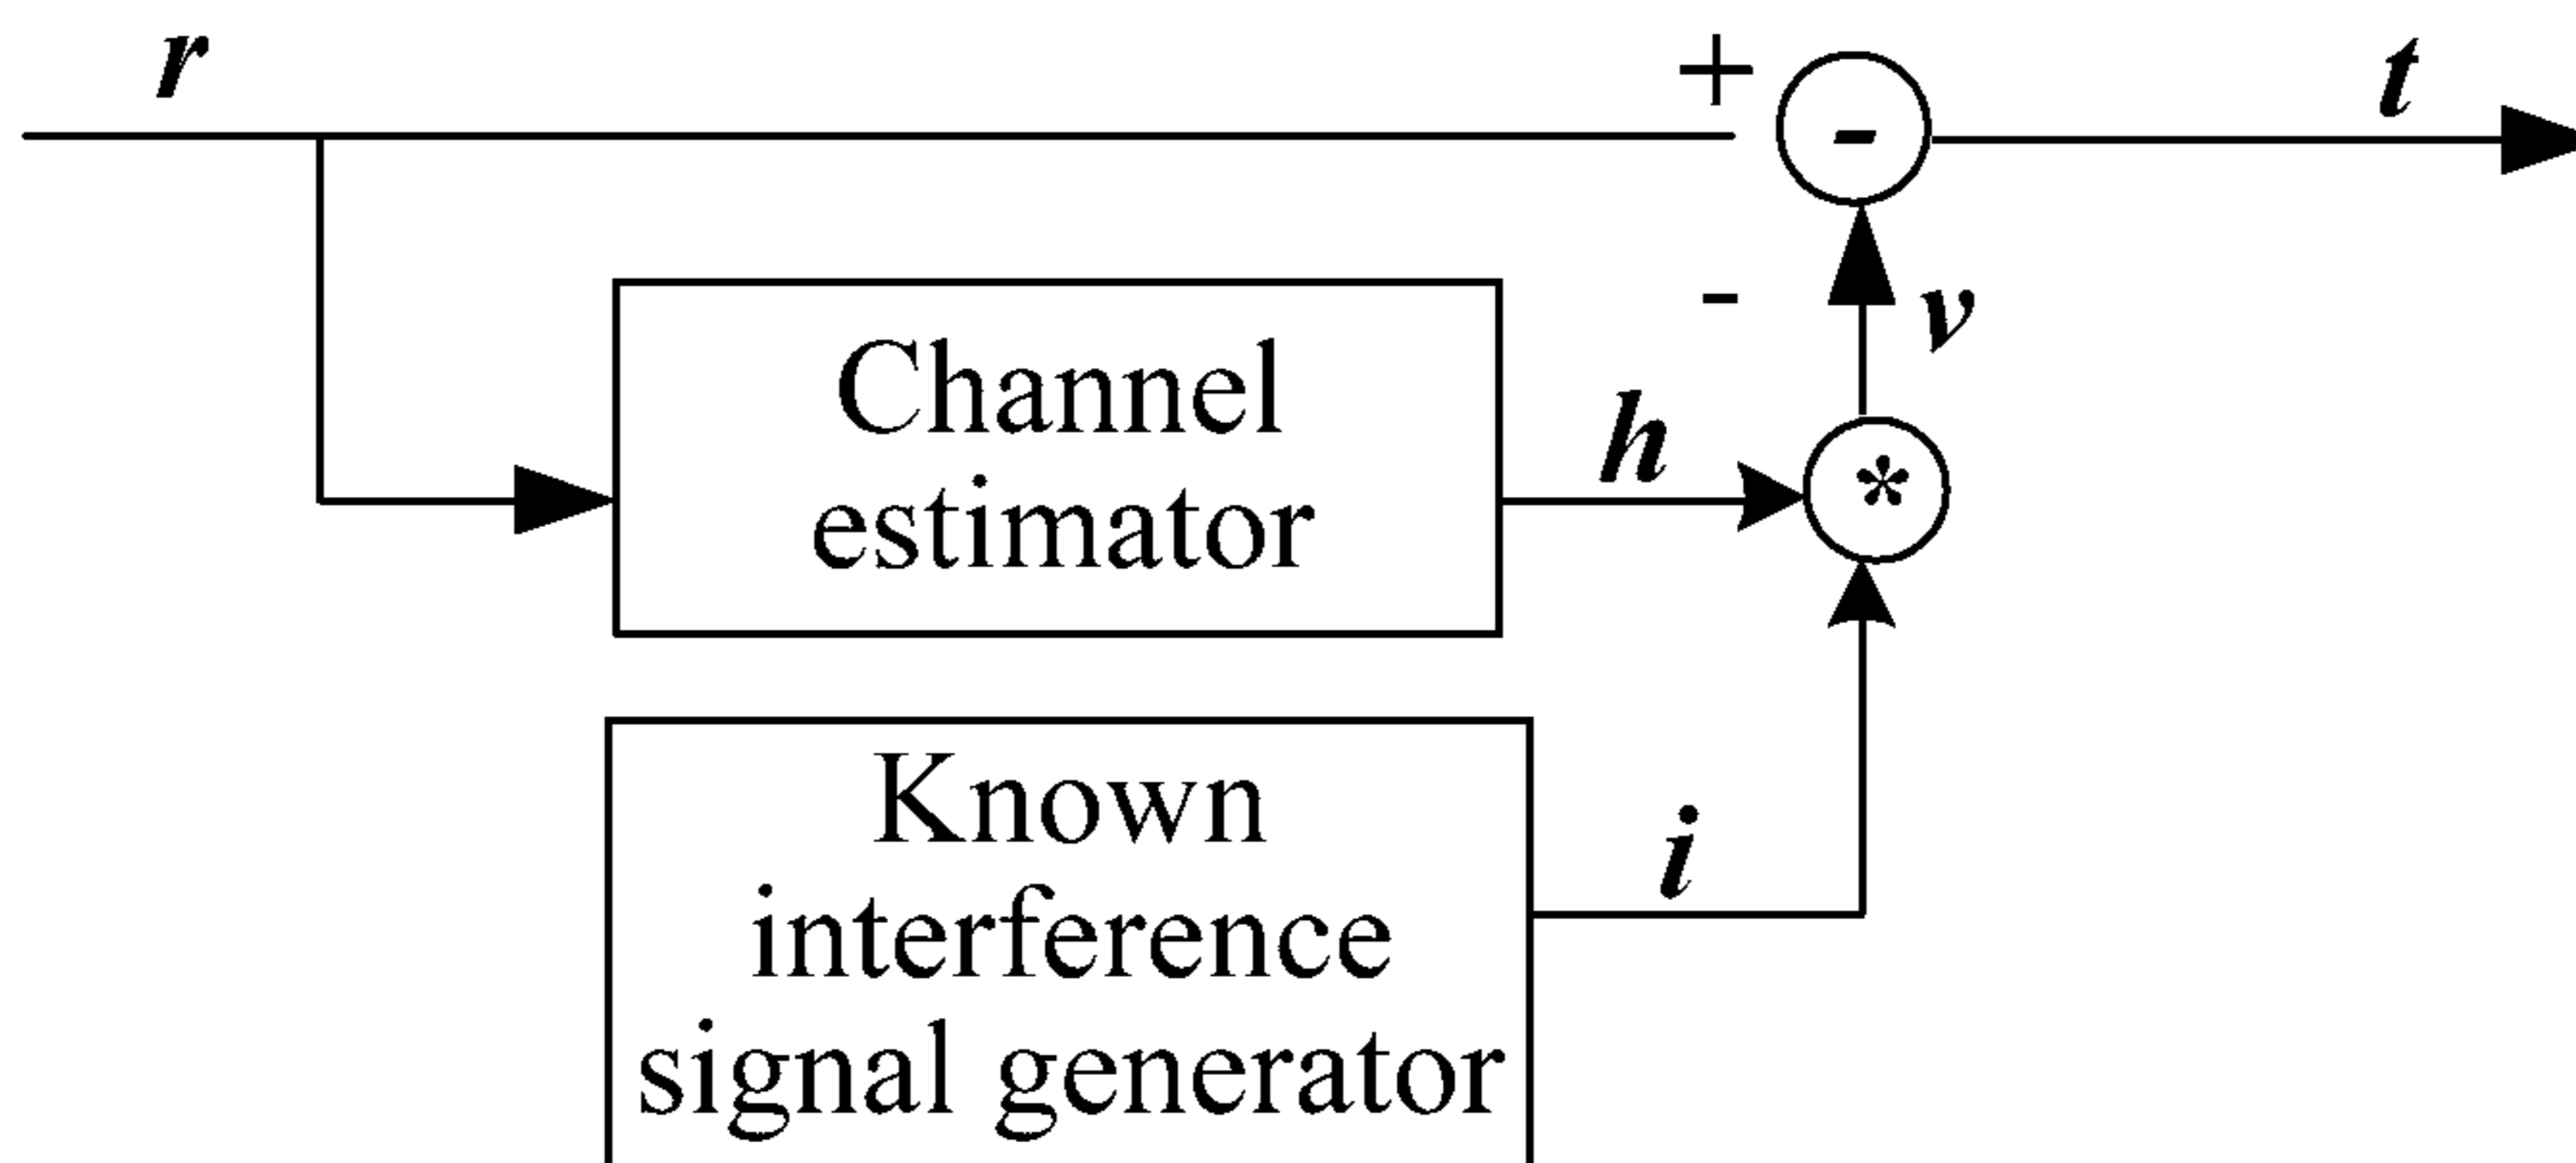 r
+
-
t
Channel
estimator
-
v
h
*
Known
interference
signal generator
i